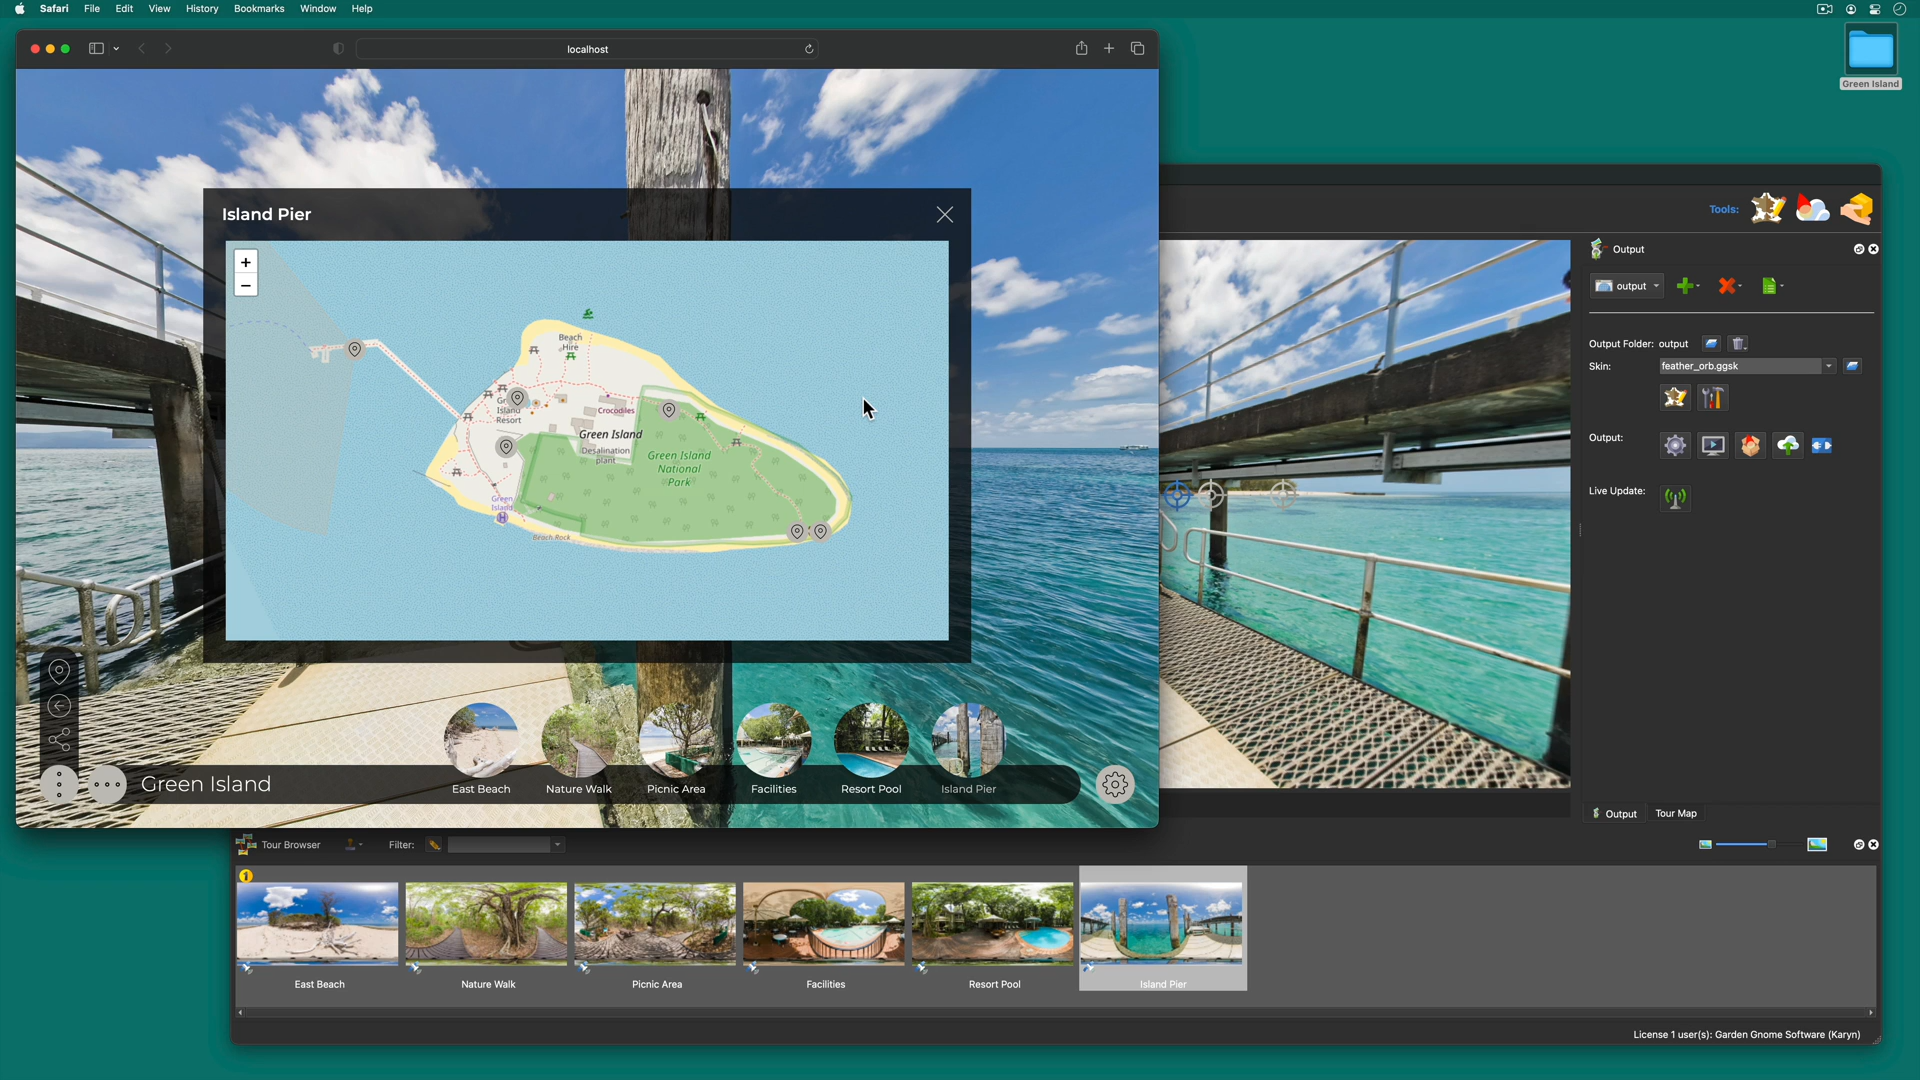 Safari File Edit View History Bookmarks Window Help
localhost
Green Island
Island Pier
+
−
Beach
Hire
Island
Resort
Crocodiles
Green Island
Desalination
plant
Green Island
National
Park
Green
Island
H
Beach Rock
Green Island
East Beach
Nature Walk
Picnic Area
Facilities
Resort Pool
Island Pier
Tools:
Output
output
Output Folder: output
Skin: feather_orb.ggsk
Output:
Live Update:
Output Tour Map
Tour Browser Filter:
1
East Beach
Nature Walk
Picnic Area
Facilities
Resort Pool
Island Pier
License 1 user(s): Garden Gnome Software (Karyn)